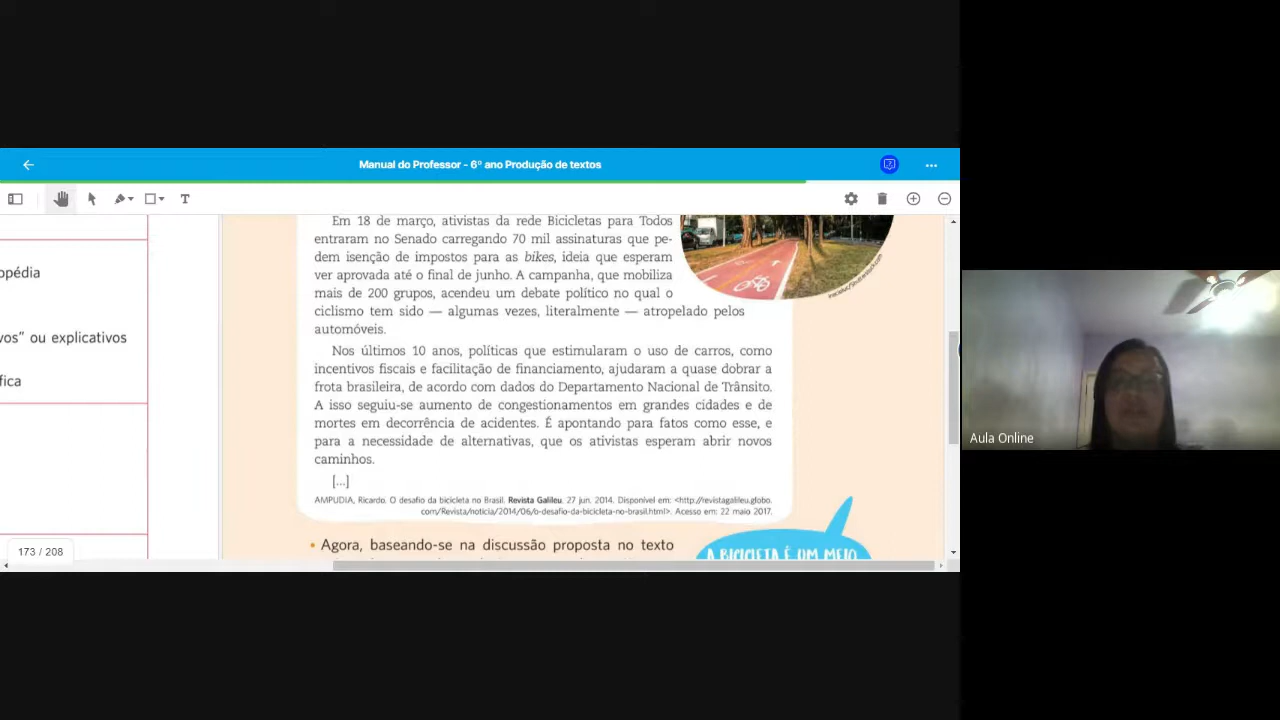 Manual do Professor - 6º ano Produção de textos
opédia
vos” ou explicativos
fica
Em 18 de março, ativistas da rede Bicicletas para Todos
entraram no Senado carregando 70 mil assinaturas que pe-
dem isenção de impostos para as bikes, ideia que esperam
ver aprovada até o final de junho. A campanha, que mobiliza
mais de 200 grupos, acendeu um debate político no qual o
ciclismo tem sido — algumas vezes, literalmente — atropelado pelos
automóveis.
Nos últimos 10 anos, políticas que estimularam o uso de carros, como
incentivos fiscais e facilitação de financiamento, ajudaram a quase dobrar a
frota brasileira, de acordo com dados do Departamento Nacional de Trânsito.
A isso seguiu-se aumento de congestionamentos em grandes cidades e de
mortes em decorrência de acidentes. É apontando para fatos como esse, e
para a necessidade de alternativas, que os ativistas esperam abrir novos
caminhos.
[...]
AMPUDIA, Ricardo. O desafio da bicicleta no Brasil. Revista Galileu, 27 jun. 2014. Disponível em: <http://revistagalileu.globo.
com/Revista/noticia/2014/06/o-desafio-da-bicicleta-no-brasil.html>. Acesso em: 22 maio 2017.
• Agora, baseando-se na discussão proposta no texto
A BICICLETA É UM MEIO
173 / 208
Aula Online